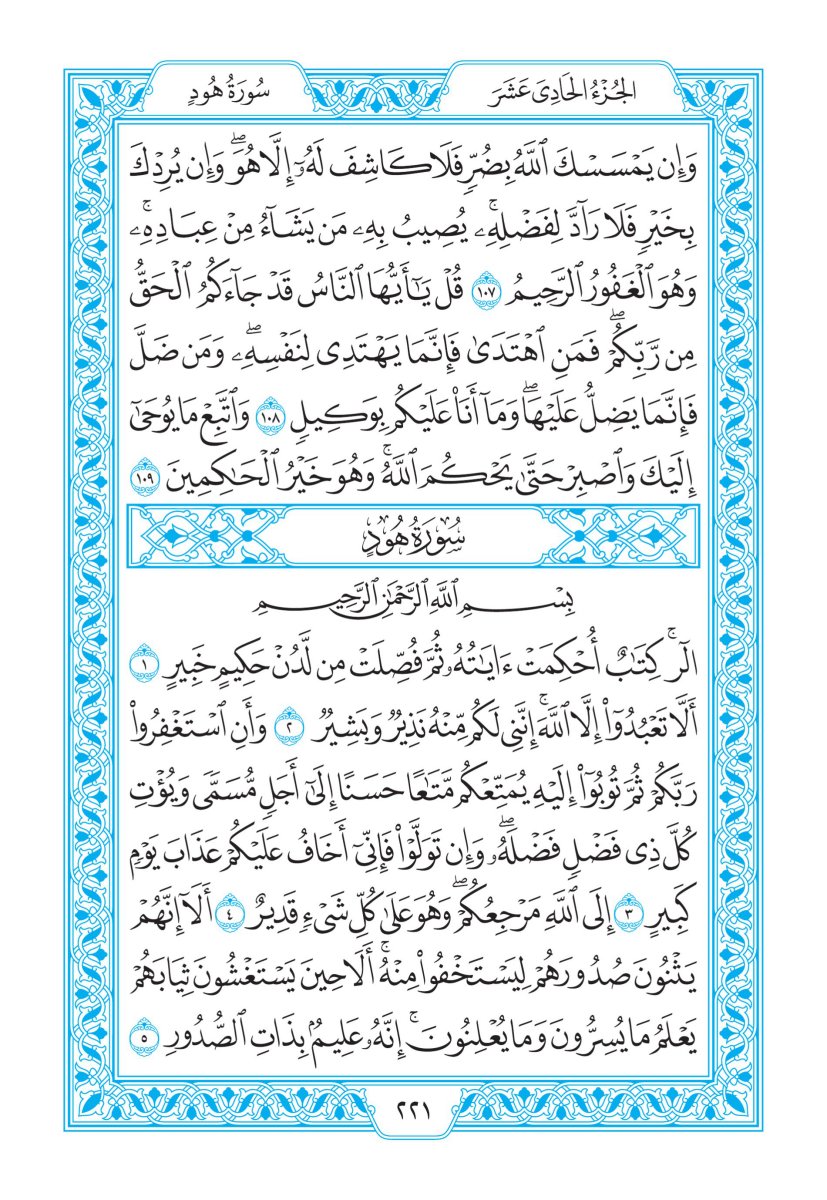 الجُزْءُ الحَادِىَ عَشَرَ
سُورَةُ هُودٍ
وَإِن يَمْسَسْكَ ٱللَّهُ بِضُرٍّ فَلَا كَاشِفَ لَهُۥٓ إِلَّا هُوَۖ وَإِن يُرِدْكَ
بِخَيْرٍ فَلَا رَآدَّ لِفَضْلِهِۦۚ يُصِيبُ بِهِۦ مَن يَشَآءُ مِنْ عِبَادِهِۦۚ
وَهُوَ ٱلْغَفُورُ ٱلرَّحِيمُ ١٠٧ قُلْ يَٰٓأَيُّهَا ٱلنَّاسُ قَدْ جَآءَكُمُ ٱلْحَقُّ
مِن رَّبِّكُمْۖ فَمَنِ ٱهْتَدَىٰ فَإِنَّمَا يَهْتَدِى لِنَفْسِهِۦۖ وَمَن ضَلَّ
فَإِنَّمَا يَضِلُّ عَلَيْهَاۖ وَمَآ أَنَا۠ عَلَيْكُم بِوَكِيلٍ ١٠٨ وَٱتَّبِعْ مَا يُوحَىٰٓ
إِلَيْكَ وَٱصْبِرْ حَتَّىٰ يَحْكُمَ ٱللَّهُۚ وَهُوَ خَيْرُ ٱلْحَٰكِمِينَ ١٠٩
سُورَةُ هُودٍ
بِسْمِ ٱللَّهِ ٱلرَّحْمَٰنِ ٱلرَّحِيمِ
الٓرۚ كِتَٰبٌ أُحْكِمَتْ ءَايَٰتُهُۥ ثُمَّ فُصِّلَتْ مِن لَّدُنْ حَكِيمٍ خَبِيرٍ ١
أَلَّا تَعْبُدُوٓا۟ إِلَّا ٱللَّهَۚ إِنَّنِى لَكُم مِّنْهُ نَذِيرٌ وَبَشِيرٌ ٢ وَأَنِ ٱسْتَغْفِرُوا۟
رَبَّكُمْ ثُمَّ تُوبُوٓا۟ إِلَيْهِ يُمَتِّعْكُم مَّتَٰعًا حَسَنًا إِلَىٰٓ أَجَلٍ مُّسَمًّى وَيُؤْتِ
كُلَّ ذِى فَضْلٍ فَضْلَهُۥۖ وَإِن تَوَلَّوْا۟ فَإِنِّىٓ أَخَافُ عَلَيْكُمْ عَذَابَ يَوْمٍ
كَبِيرٍ ٣ إِلَى ٱللَّهِ مَرْجِعُكُمْۖ وَهُوَ عَلَىٰ كُلِّ شَىْءٍ قَدِيرٌ ٤ أَلَآ إِنَّهُمْ
يَثْنُونَ صُدُورَهُمْ لِيَسْتَخْفُوا۟ مِنْهُۚ أَلَا حِينَ يَسْتَغْشُونَ ثِيَابَهُمْ
يَعْلَمُ مَا يُسِرُّونَ وَمَا يُعْلِنُونَۚ إِنَّهُۥ عَلِيمٌۢ بِذَاتِ ٱلصُّدُورِ ٥
٢٢١